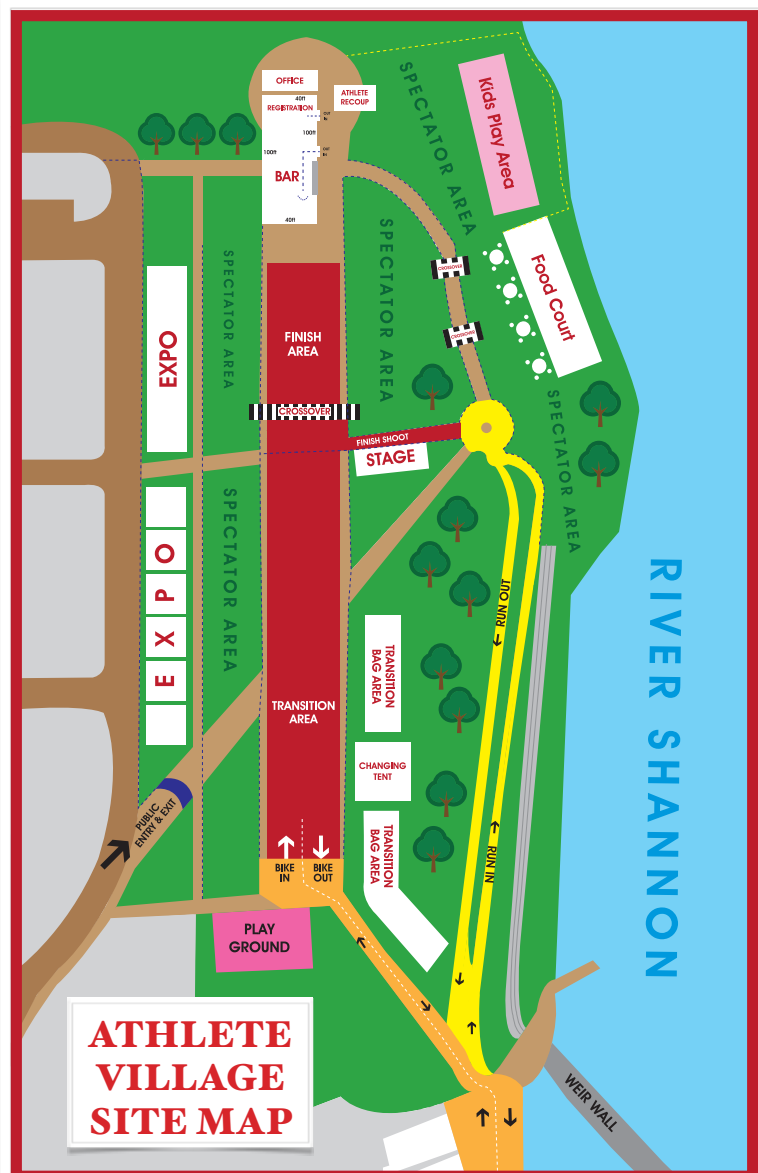 OFFICE
40ft
REGISTRATION
ATHLETE
RECOUP
OUT
IN
100ft
100ft
OUT
IN
BAR
40ft
SPECTATOR AREA
Kids Play Area
SPECTATOR AREA
SPECTATOR AREA
CROSSOVER
Food Court
EXPO
FINISH
AREA
CROSSOVER
CROSSOVER
FINISH SHOOT
STAGE
SPECTATOR AREA
SPECTATOR AREA
EXPO
RUN OUT
RIVER SHANNON
TRANSITION
BAG AREA
TRANSITION
AREA
CHANGING
TENT
PUBLIC
ENTRY & EXIT
TRANSITION
BAG AREA
RUN IN
BIKE
IN
BIKE
OUT
PLAY
GROUND
ATHLETE
VILLAGE
SITE MAP
WEIR WALL